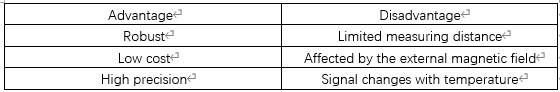 Advantage Disadvantage
Robust Limited measuring distance
Low cost Affected by the external magnetic field
High precision Signal changes with temperature